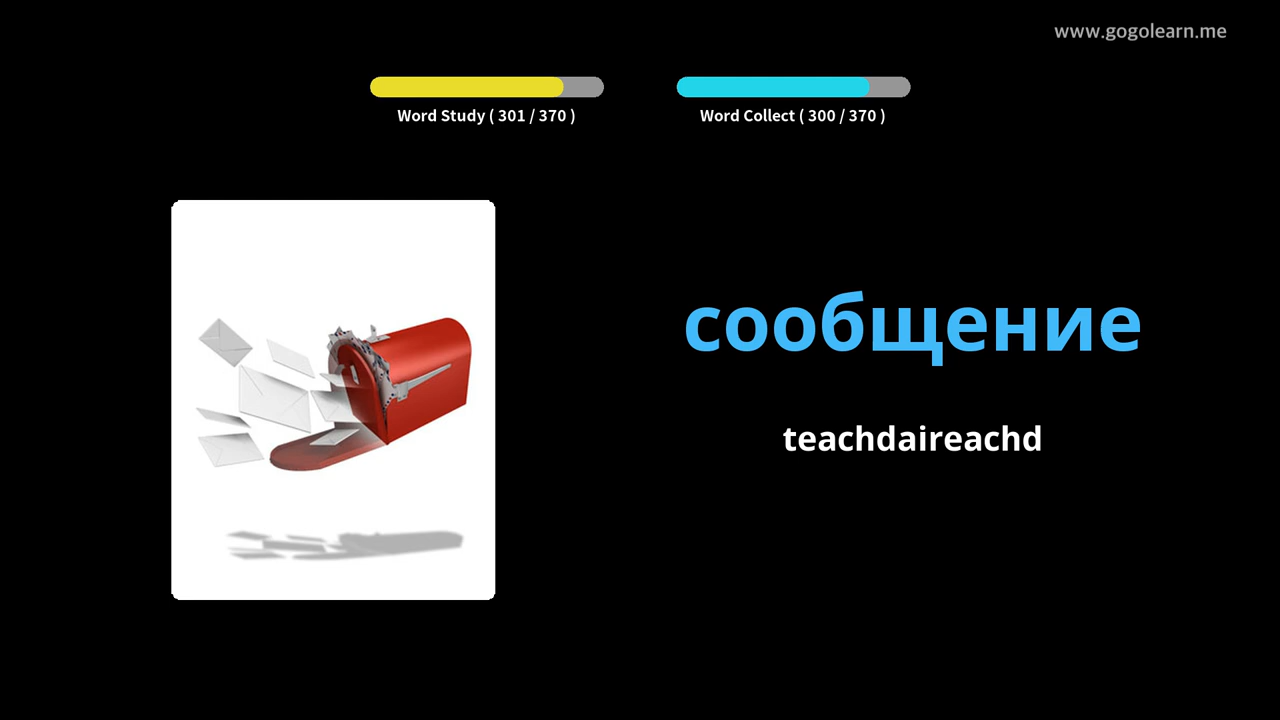 www.gogolearn.me
Word Study ( 301 / 370 )
Word Collect ( 300 / 370 )
сообщение
teachdaireachd